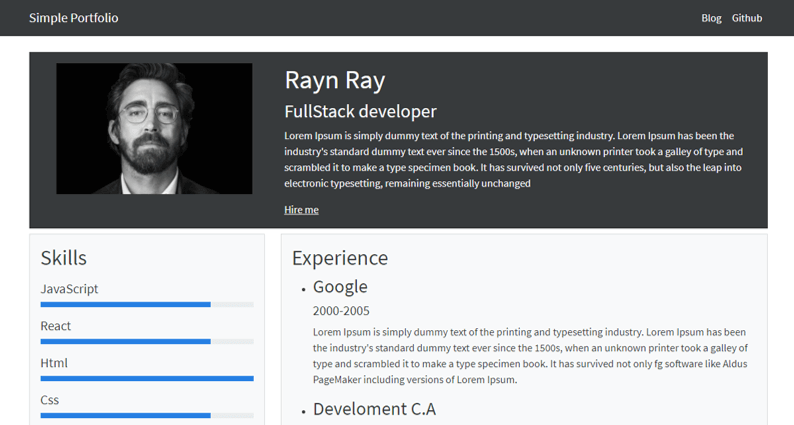 Simple Portfolio
Blog Github
Rayn Ray
FullStack developer
Lorem Ipsum is simply dummy text of the printing and typesetting industry. Lorem Ipsum has been the
industry's standard dummy text ever since the 1500s, when an unknown printer took a galley of type and
scrambled it to make a type specimen book. It has survived not only five centuries, but also the leap into
electronic typesetting, remaining essentially unchanged
Hire me
Skills
JavaScript
React
Html
Css
Experience
Google
2000-2005
Lorem Ipsum is simply dummy text of the printing and typesetting industry. Lorem Ipsum has been
the industry's standard dummy text ever since the 1500s, when an unknown printer took a galley of type
and scrambled it to make a type specimen book. It has survived not only fg software like Aldus
PageMaker including versions of Lorem Ipsum.
Develoment C.A